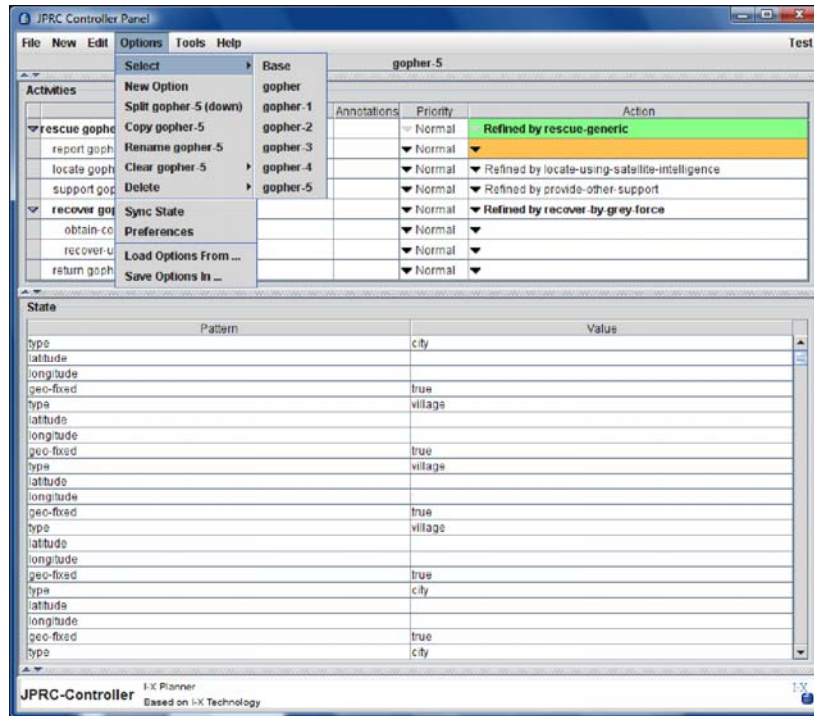 JPRC Controller Panel
File New Edit Options Tools Help Test
Select Base gopher-5
Activities New Option gopher
Split gopher-5 (down) gopher-1 Annotations Priority Action
rescue gophe Copy gopher-5 gopher-2 Normal Refined by rescue-generic
report goph Rename gopher-5 gopher-3 Normal
locate goph Clear gopher-5 gopher-4 Normal Refined by locate-using-satellite-intelligence
support gop Delete gopher-5 Normal Refined by provide-other-support
recover gop Sync State Normal Refined by recover-by-grey-force
obtain-co Preferences Normal
recover-u Load Options From ... Normal
return goph Save Options In ... Normal
State
Pattern Value
type city
latitude
longitude
geo-fixed true
type village
latitude
longitude
geo-fixed true
type village
latitude
longitude
geo-fixed true
type village
latitude
longitude
geo-fixed true
type city
latitude
longitude
geo-fixed true
type city
JPRC-Controller I-X Planner
Based on I-X Technology
I-X